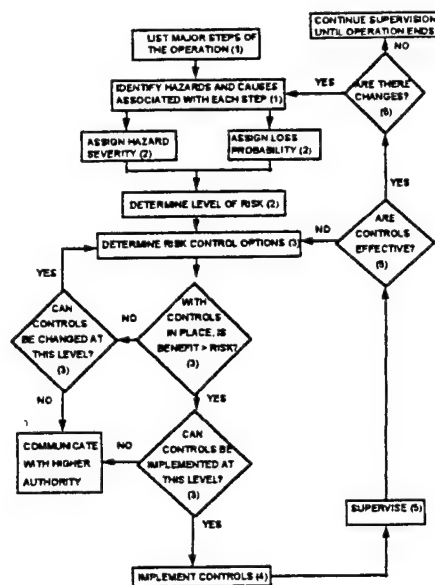 LIST MAJOR STEPS OF
THE OPERATION (1)
CONTINUE SUPERVISION
UNTIL OPERATION ENDS
NO
IDENTIFY HAZARDS AND CAUSES
ASSOCIATED WITH EACH STEP (1)
YES
ARE THERE
CHANGES?
(6)
ASSIGN HAZARD
SEVERITY (2)
ASSIGN LOSS
PROBABILITY (2)
YES
DETERMINE LEVEL OF RISK (2)
DETERMINE RISK CONTROL OPTIONS (3)
NO
ARE
CONTROLS
EFFECTIVE?
(5)
YES
CAN
CONTROLS
BE CHANGED AT
THIS LEVEL?
(3)
NO
WITH
CONTROLS
IN PLACE, IS
BENEFIT > RISK?
(3)
NO
YES
COMMUNICATE
WITH HIGHER
AUTHORITY
NO
CAN
CONTROLS BE
IMPLEMENTED AT
THIS LEVEL?
(3)
YES
SUPERVISE (5)
IMPLEMENT CONTROLS (4)